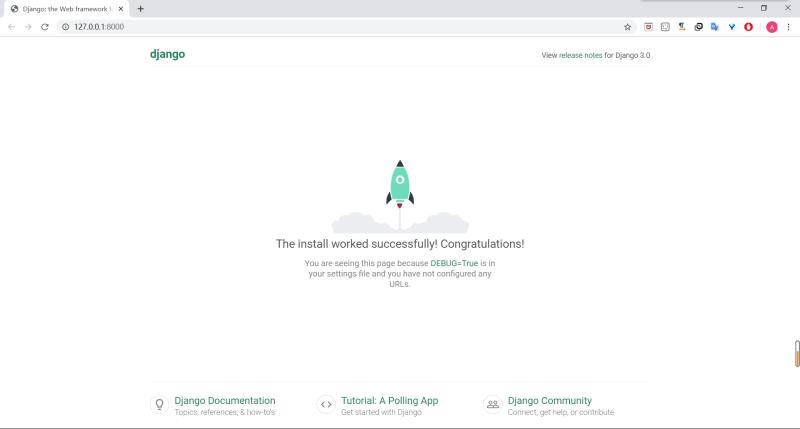 Django: the Web framework
127.0.0.1:8000
A
django
View release notes for Django 3.0
The install worked successfully! Congratulations!
You are seeing this page because DEBUG=True is in
your settings file and you have not configured any
URLs.
Django Documentation
Topics, references, & how-to's
Tutorial: A Polling App
Get started with Django
Django Community
Connect, get help, or contribute